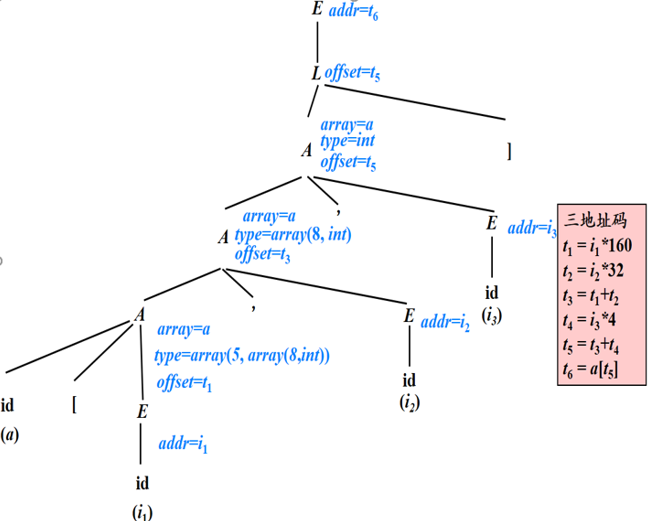 E addr=t₆
L offset=t₅
array=a
type=int
A
offset=t₅
]
array=a
A type=array(8, int)
offset=t₃
,
E addr=i₃
三地址码
t₁ = i₁*160
t₂ = i₂*32
t₃ = t₁+t₂
t₄ = i₃*4
t₅ = t₃+t₄
t₆ = a[t₅]
id
(i₃)
A
array=a
type=array(5, array(8,int))
offset=t₁
,
E addr=i₂
id
(i₂)
id
(a)
[
E
addr=i₁
id
(i₁)